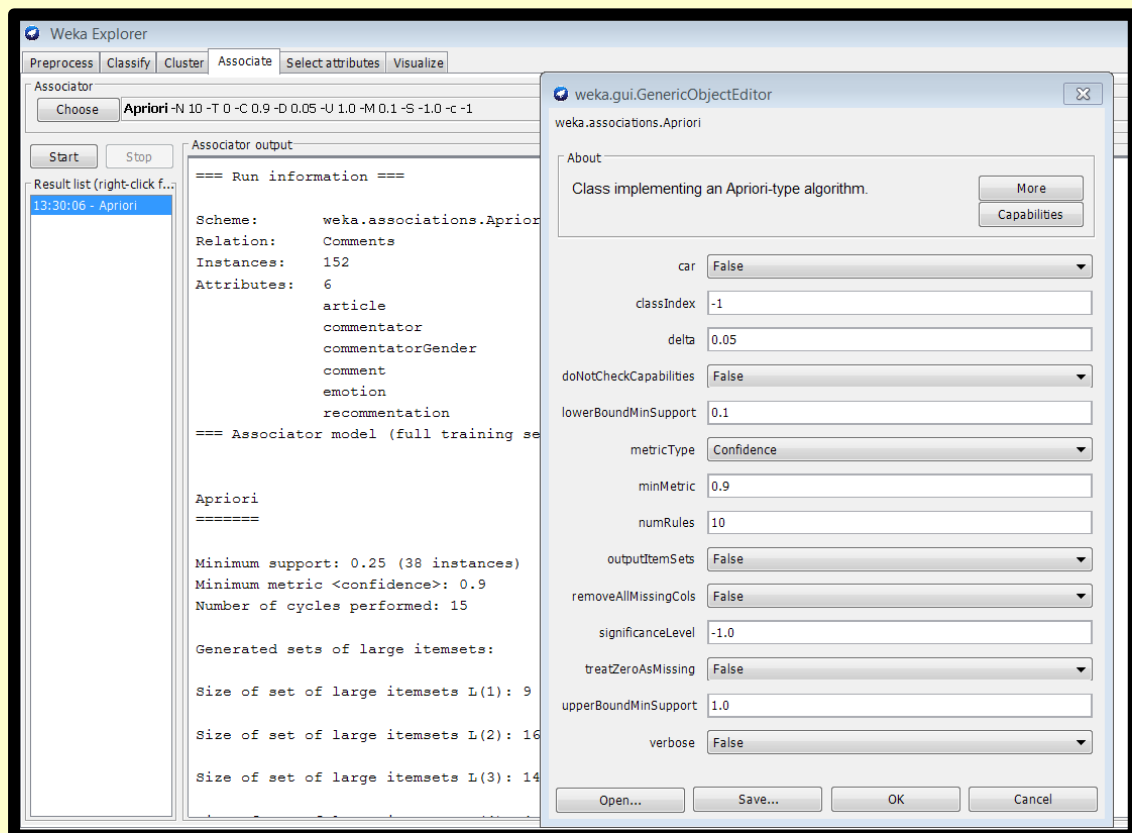 Weka Explorer
Preprocess Classify Cluster Associate Select attributes Visualize
Associator
Choose Apriori -N 10 -T 0 -C 0.9 -D 0.05 -U 1.0 -M 0.1 -S -1.0 -c -1
Start Stop
Result list (right-click f...
13:30:06 - Apriori
Associator output
=== Run information ===
Scheme: weka.associations.Aprior
Relation: Comments
Instances: 152
Attributes: 6
article
commentator
commentatorGender
comment
emotion
recommentation
=== Associator model (full training se
Apriori
=======
Minimum support: 0.25 (38 instances)
Minimum metric <confidence>: 0.9
Number of cycles performed: 15
Generated sets of large itemsets:
Size of set of large itemsets L(1): 9
Size of set of large itemsets L(2): 16
Size of set of large itemsets L(3): 14
weka.gui.GenericObjectEditor
weka.associations.Apriori
About
Class implementing an Apriori-type algorithm.
More
Capabilities
car False
classIndex -1
delta 0.05
doNotCheckCapabilities False
lowerBoundMinSupport 0.1
metricType Confidence
minMetric 0.9
numRules 10
outputItemSets False
removeAllMissingCols False
significanceLevel -1.0
treatZeroAsMissing False
upperBoundMinSupport 1.0
verbose False
Open... Save... OK Cancel